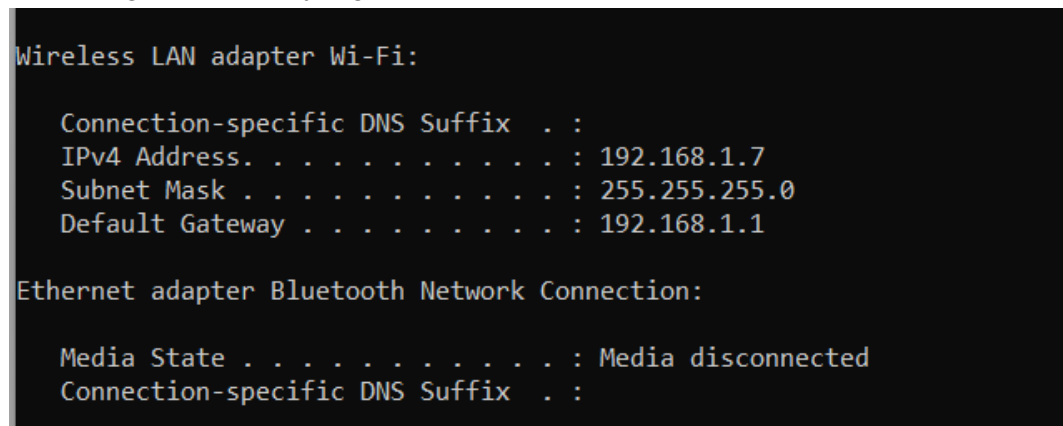 Wireless LAN adapter Wi-Fi:
Connection-specific DNS Suffix  . :
IPv4 Address. . . . . . . . . . . : 192.168.1.7
Subnet Mask . . . . . . . . . . . : 255.255.255.0
Default Gateway . . . . . . . . . : 192.168.1.1
Ethernet adapter Bluetooth Network Connection:
Media State . . . . . . . . . . . : Media disconnected
Connection-specific DNS Suffix  . :